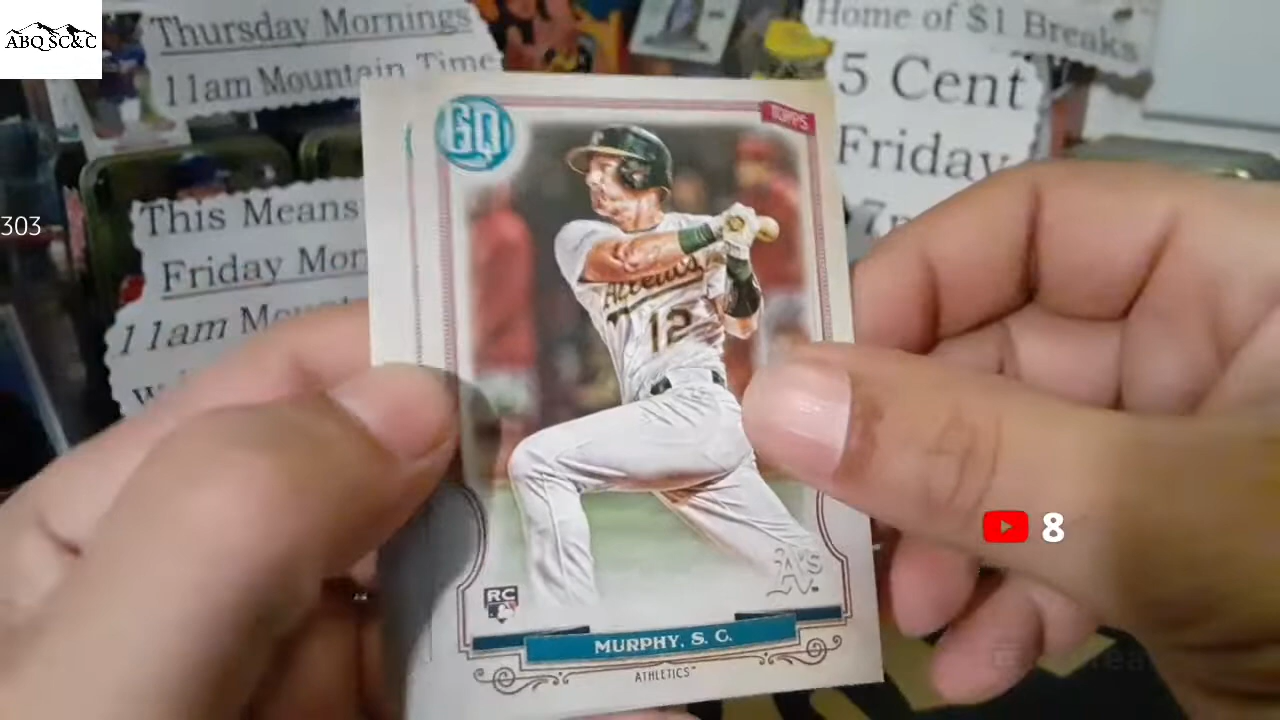 ABQ SC&C
Thursday Mornings
11am Mountain Time
Home of $1 Breaks
5 Cent
Friday
303
This Means
Friday
11am
GQ
TOPPS
Athletics
12
A's
RC
MURPHY, S. C.
ATHLETICS
8